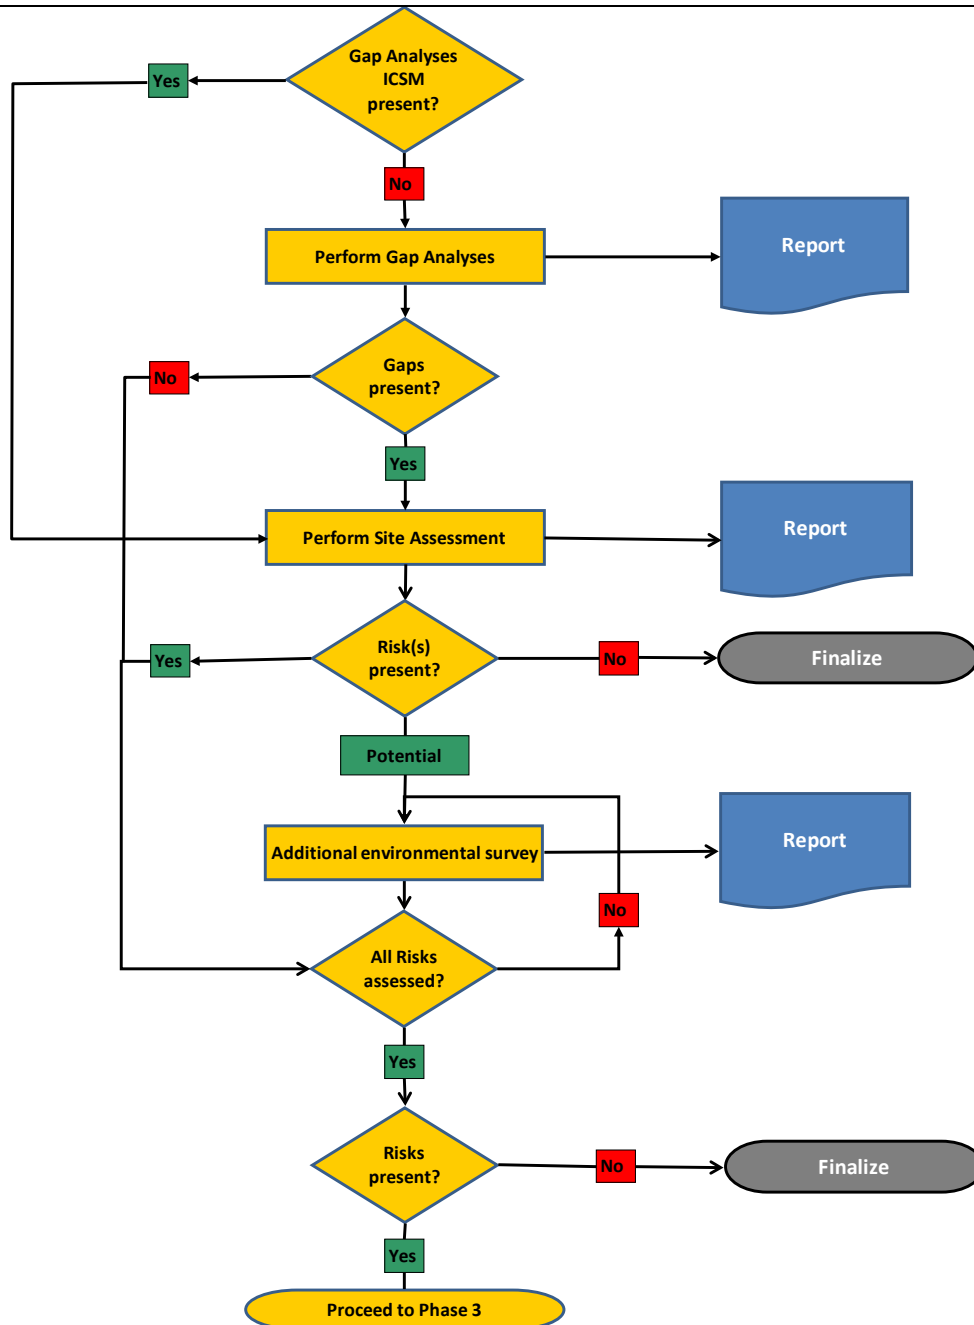 Gap Analyses
ICSM
present?
Yes
No
Perform Gap Analyses
Report
Gaps
present?
No
Yes
Perform Site Assessment
Report
Risk(s)
present?
Yes
No
Finalize
Potential
Additional environmental survey
Report
No
All Risks
assessed?
Yes
Risks
present?
No
Finalize
Yes
Proceed to Phase 3